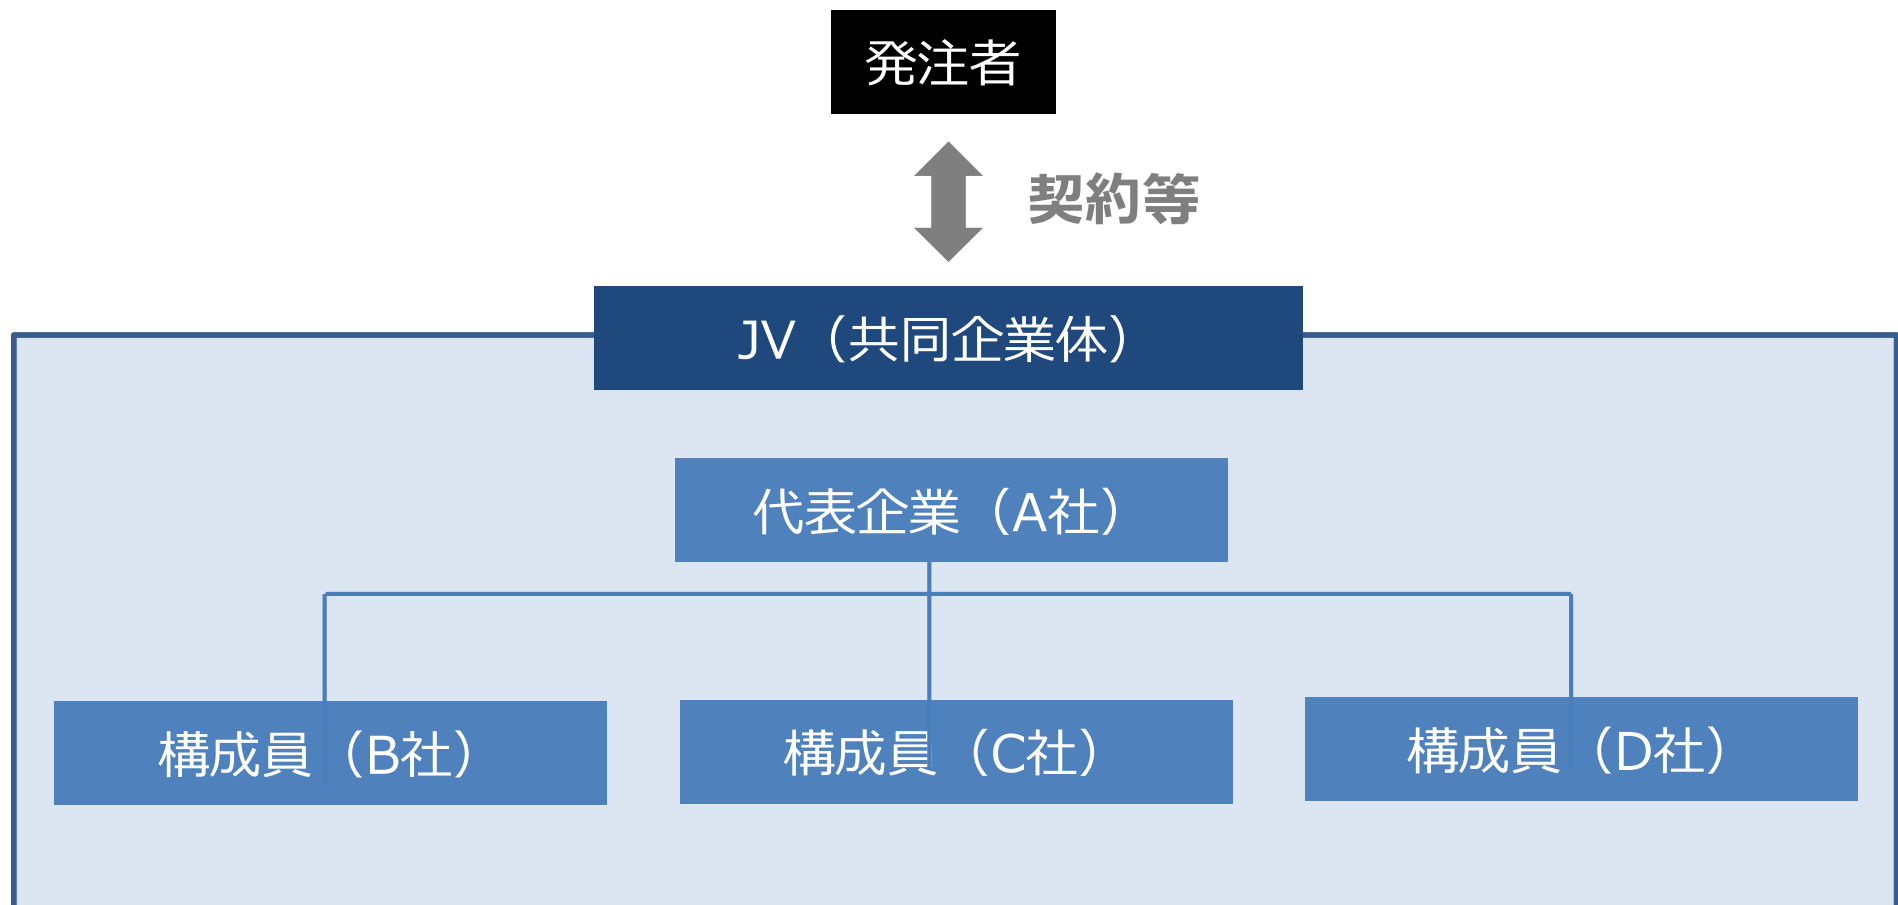 発注者
契約等
JV（共同企業体）
代表企業（A社）
構成員（B社）
構成員（C社）
構成員（D社）